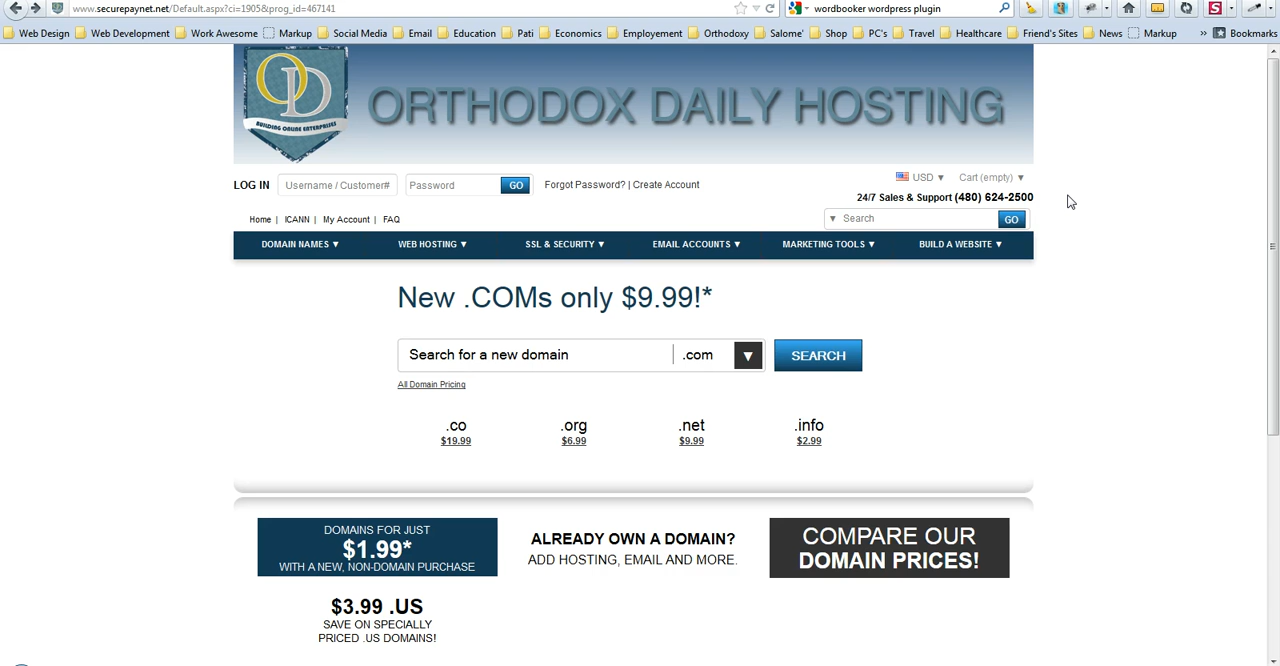 www.securepaynet.net/Default.aspx?ci=1905&prog_id=467141
wordbooker wordpress plugin
Web Design Web Development Work Awesome Markup Social Media Email Education Pati Economics Employement Orthodoxy Salome' Shop PC's Travel Healthcare Friend's Sites News Markup » Bookmarks
OD
BUILDING ONLINE ENTERPRISES
ORTHODOX DAILY HOSTING
LOG IN Username / Customer# Password GO Forgot Password? | Create Account
USD ▼ Cart (empty) ▼
24/7 Sales & Support (480) 624-2500
Home | ICANN | My Account | FAQ
▼ Search GO
DOMAIN NAMES ▼ WEB HOSTING ▼ SSL & SECURITY ▼ EMAIL ACCOUNTS ▼ MARKETING TOOLS ▼ BUILD A WEBSITE ▼
New .COMs only $9.99!*
Search for a new domain .com ▼ SEARCH
All Domain Pricing
.co .org .net .info
$19.99 $6.99 $9.99 $2.99
DOMAINS FOR JUST
$1.99*
WITH A NEW, NON-DOMAIN PURCHASE
ALREADY OWN A DOMAIN?
ADD HOSTING, EMAIL AND MORE.
COMPARE OUR
DOMAIN PRICES!
$3.99 .US
SAVE ON SPECIALLY
PRICED .US DOMAINS!